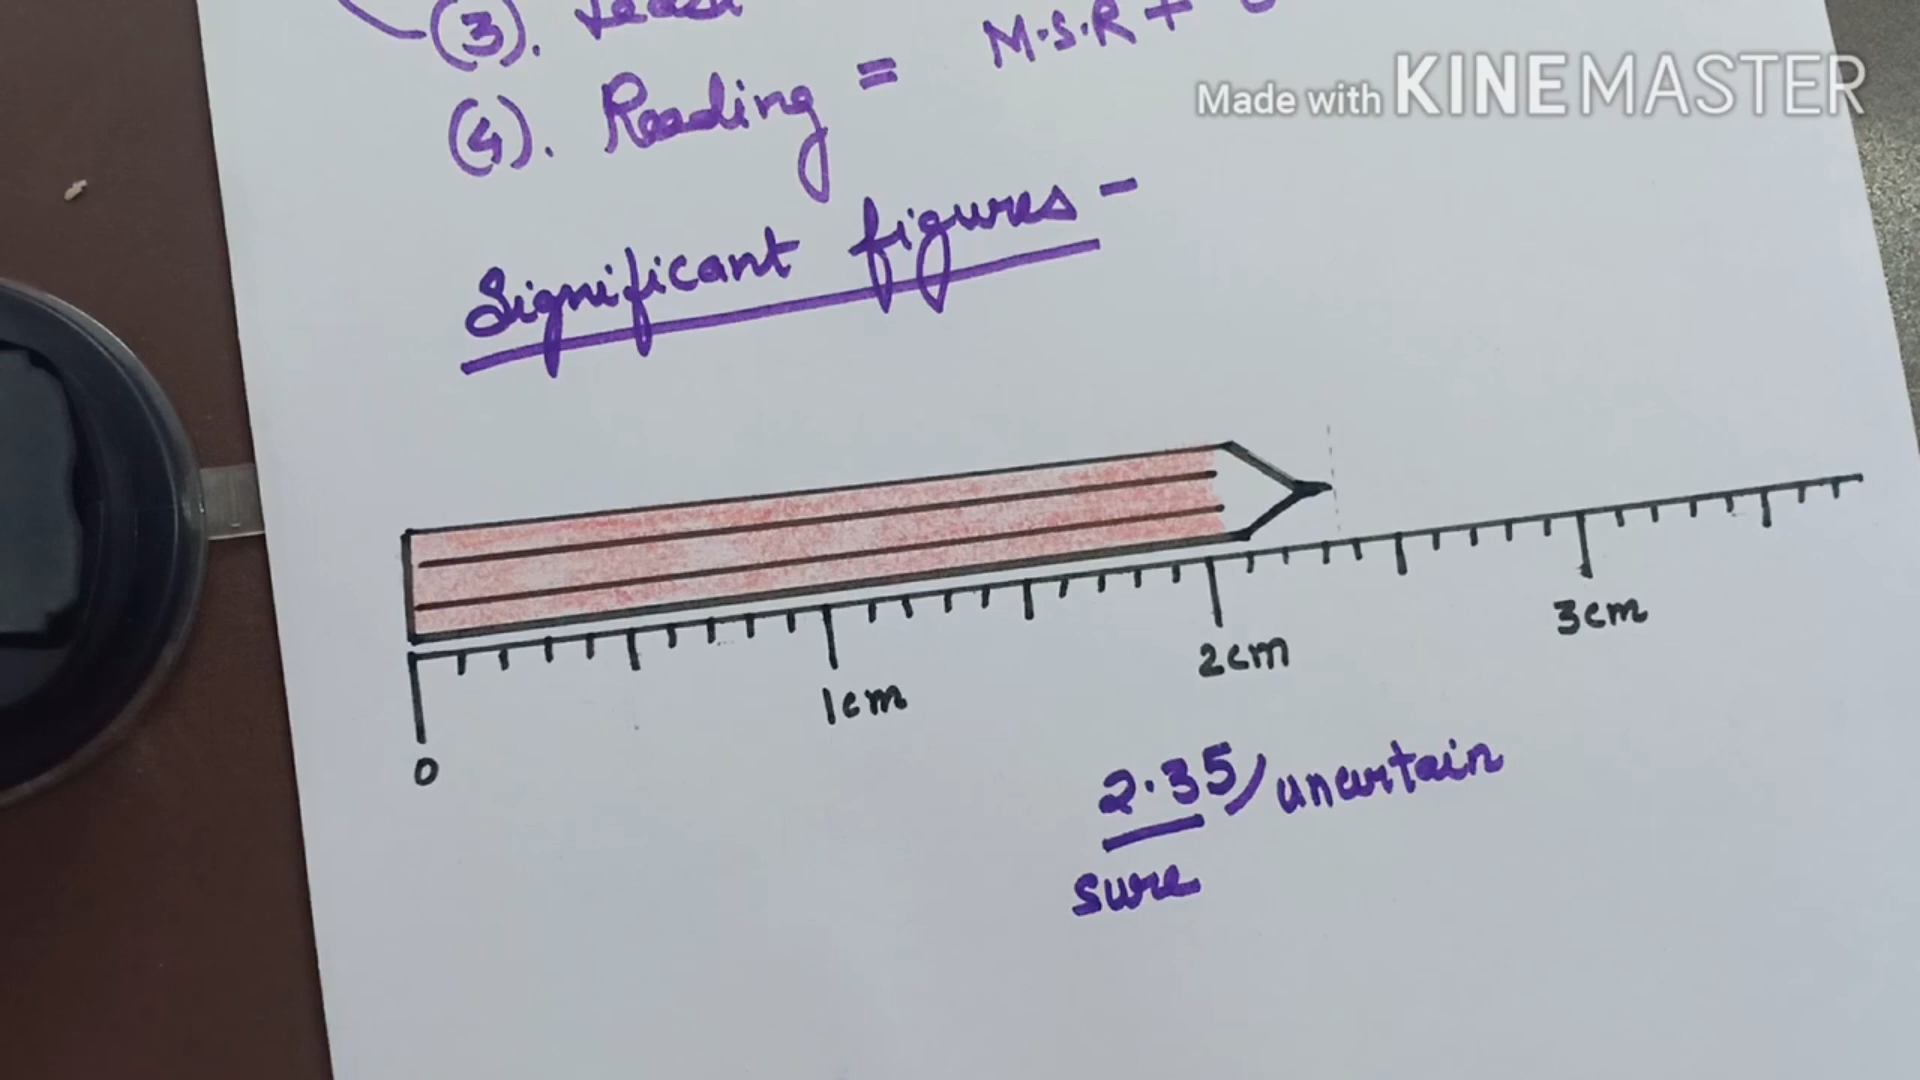 (3).
M.S.R +
Made with KINEMASTER
(4). Reading =
Significant figures -
0
1cm
2cm
3cm
2.35/uncertain
sure